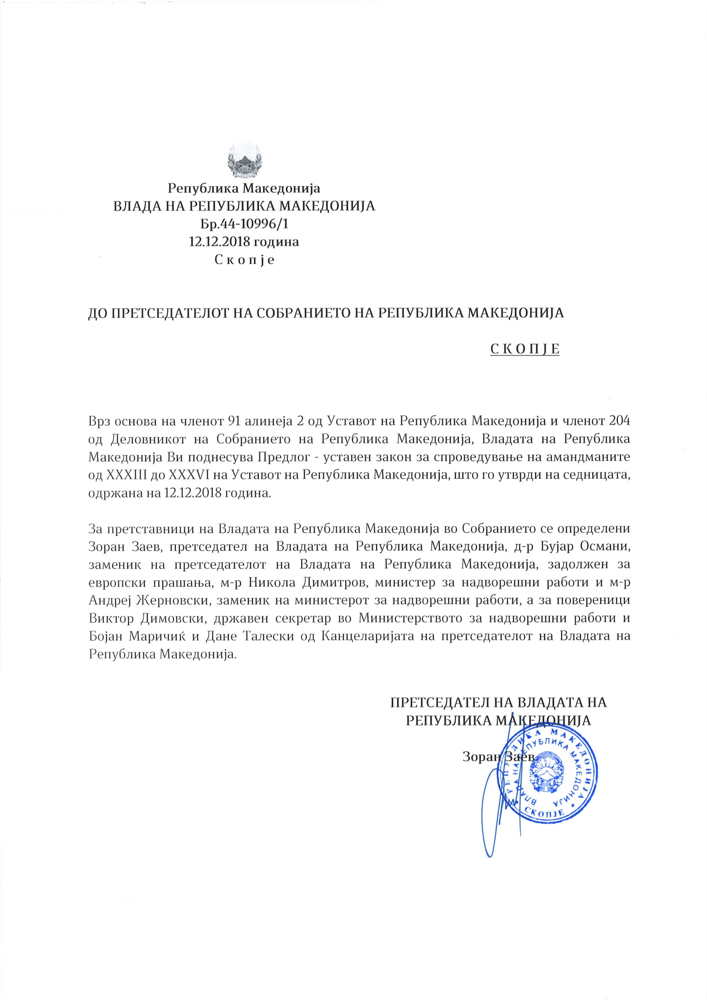 Република Македонија
ВЛАДА НА РЕПУБЛИКА МАКЕДОНИЈА
Бр.44-10996/1
12.12.2018 година
С к о п ј е
ДО ПРЕТСЕДАТЕЛОТ НА СОБРАНИЕТО НА РЕПУБЛИКА МАКЕДОНИЈА
С К О П Ј Е
Врз основа на членот 91 алинеја 2 од Уставот на Република Македонија и членот 204
од Деловникот на Собранието на Република Македонија, Владата на Република
Македонија Ви поднесува Предлог - уставен закон за спроведување на амандманите
од XXXIII до XXXVI на Уставот на Република Македонија, што го утврди на седницата,
одржана на 12.12.2018 година.
За претставници на Владата на Република Македонија во Собранието се определени
Зоран Заев, претседател на Владата на Република Македонија, д-р Бујар Османи,
заменик на претседателот на Владата на Република Македонија, задолжен за
европски прашања, м-р Никола Димитров, министер за надворешни работи и м-р
Андреј Жерновски, заменик на министерот за надворешни работи, а за повереници
Виктор Димовски, државен секретар во Министерството за надворешни работи и
Бојан Маричиќ и Дане Талески од Канцеларијата на претседателот на Владата на
Република Македонија.
ПРЕТСЕДАТЕЛ НА ВЛАДАТА НА
РЕПУБЛИКА МАКЕДОНИЈА
Зоран Заев
РЕПУБЛИКА МАКЕДОНИЈА
ВЛАДА НА РЕПУБЛИКА МАКЕДОНИЈА
* СКОПЈЕ *